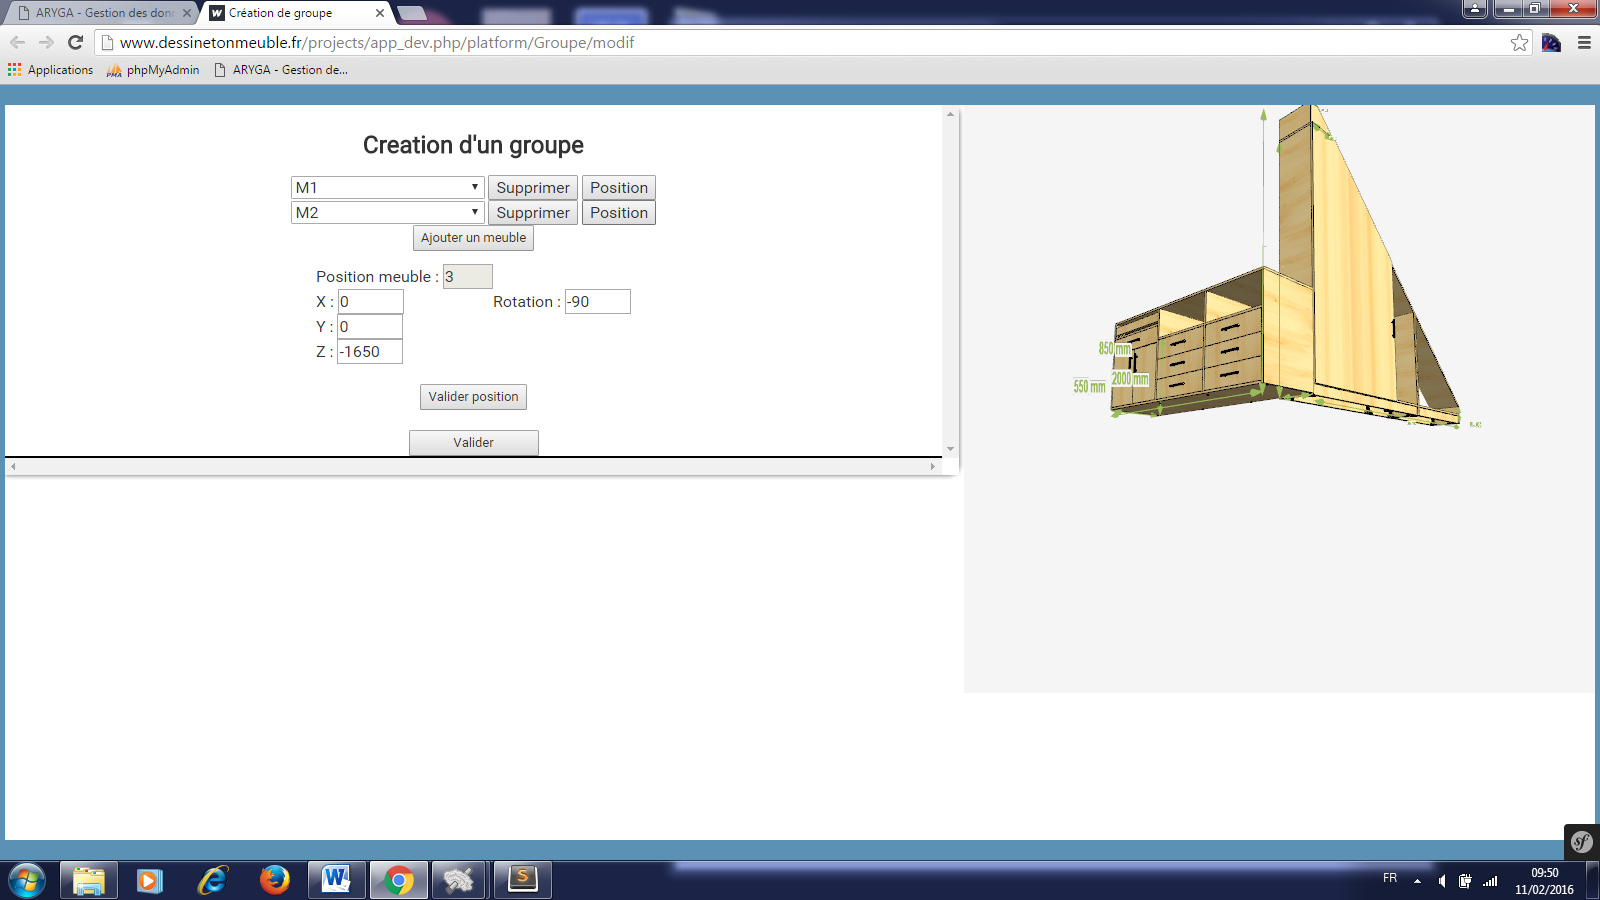 ARYGA - Gestion des don
Création de groupe
www.dessinetonmeuble.fr/projects/app_dev.php/platform/Groupe/modif
Applications
phpMyAdmin
ARYGA - Gestion de...
Creation d'un groupe
M1 Supprimer Position
M2 Supprimer Position
Ajouter un meuble
Position meuble : 3
X : 0 Rotation : -90
Y : 0
Z : -1650
Valider position
Valider
850 mm
550 mm 2000 mm
FR
09:50
11/02/2016